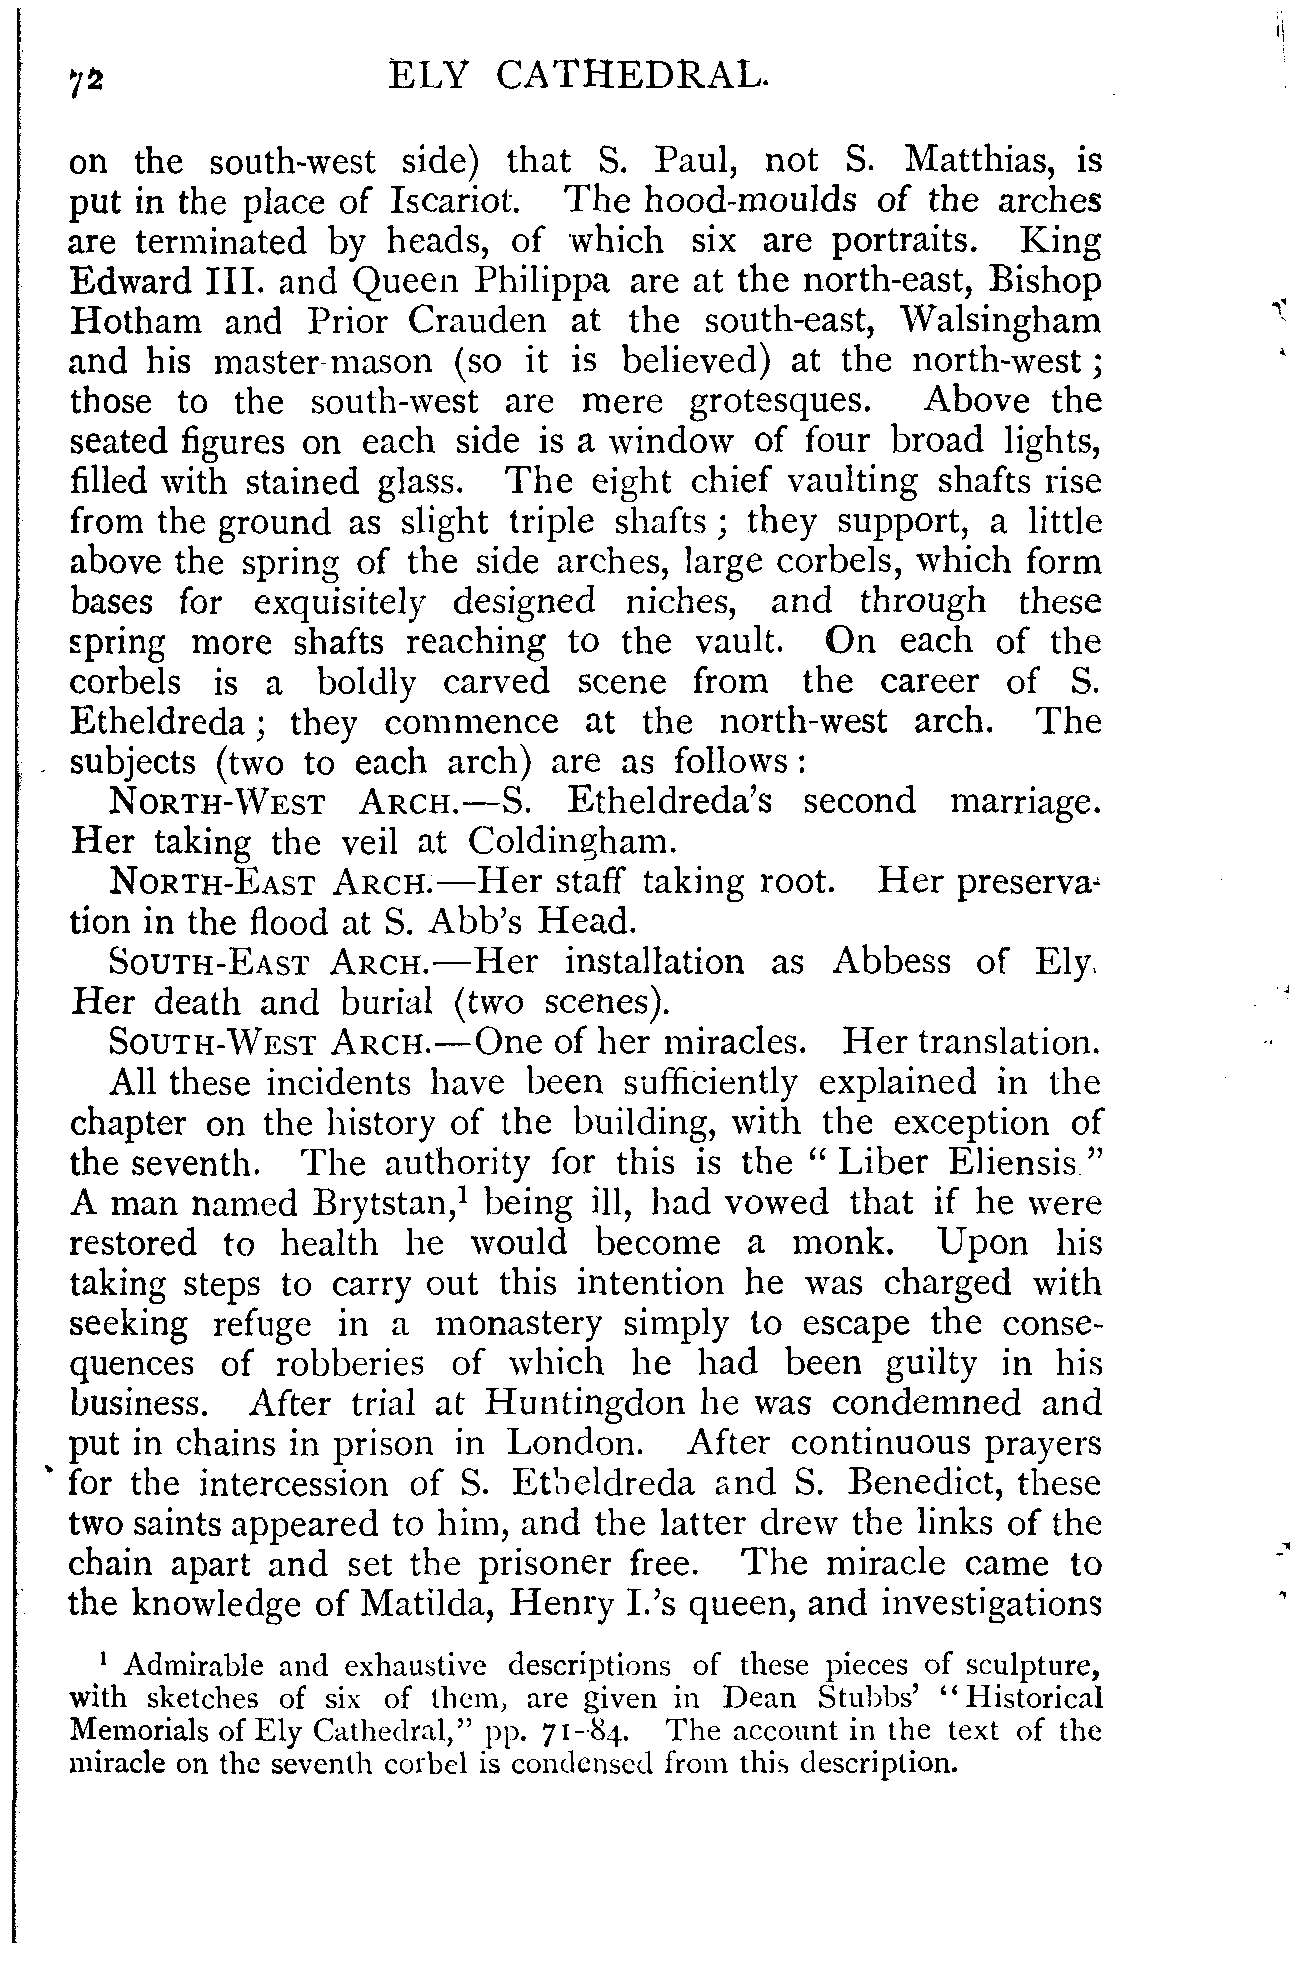 72 ELY CATHEDRAL.
on the south-west side) that S. Paul, not S. Matthias, is
put in the place of Iscariot. The hood-moulds of the arches
are terminated by heads, of which six are portraits. King
Edward III. and Queen Philippa are at the north-east, Bishop
Hotham and Prior Crauden at the south-east, Walsingham
and his master-mason (so it is believed) at the north-west ;
those to the south-west are mere grotesques. Above the
seated figures on each side is a window of four broad lights,
filled with stained glass. The eight chief vaulting shafts rise
from the ground as slight triple shafts ; they support, a little
above the spring of the side arches, large corbels, which form
bases for exquisitely designed niches, and through these
spring more shafts reaching to the vault. On each of the
corbels is a boldly carved scene from the career of S.
Etheldreda ; they commence at the north-west arch. The
subjects (two to each arch) are as follows :
NORTH-WEST ARCH.—S. Etheldreda's second marriage.
Her taking the veil at Coldingham.
NORTH-EAST ARCH.—Her staff taking root. Her preserva-
tion in the flood at S. Abb's Head.
SOUTH-EAST ARCH.—Her installation as Abbess of Ely.
Her death and burial (two scenes).
SOUTH-WEST ARCH.—One of her miracles. Her translation.
All these incidents have been sufficiently explained in the
chapter on the history of the building, with the exception of
the seventh. The authority for this is the "Liber Eliensis."
A man named Brytstan,¹ being ill, had vowed that if he were
restored to health he would become a monk. Upon his
taking steps to carry out this intention he was charged with
seeking refuge in a monastery simply to escape the conse-
quences of robberies of which he had been guilty in his
business. After trial at Huntingdon he was condemned and
put in chains in prison in London. After continuous prayers
for the intercession of S. Etheldreda and S. Benedict, these
two saints appeared to him, and the latter drew the links of the
chain apart and set the prisoner free. The miracle came to
the knowledge of Matilda, Henry I.'s queen, and investigations
¹ Admirable and exhaustive descriptions of these pieces of sculpture,
with sketches of six of them, are given in Dean Stubbs' "Historical
Memorials of Ely Cathedral," pp. 71-84. The account in the text of the
miracle on the seventh corbel is condensed from this description.